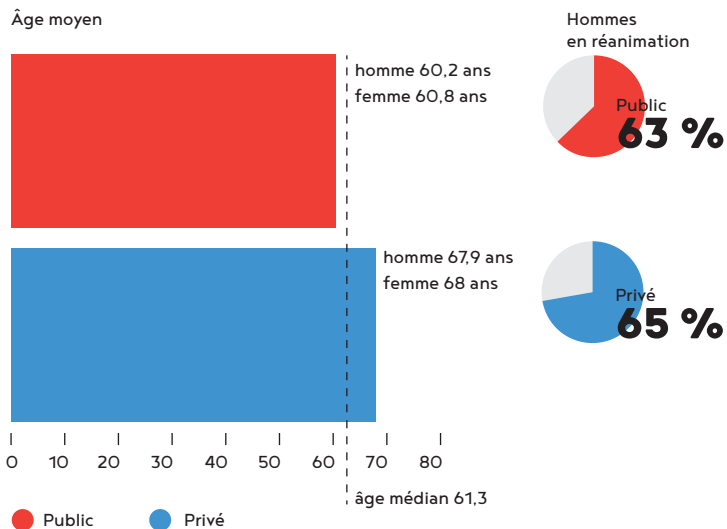 Âge moyen
Hommes
en réanimation
homme 60,2 ans
femme 60,8 ans
Public
63 %
homme 67,9 ans
femme 68 ans
Privé
65 %
0 10 20 30 40 50 60 70 80
âge médian 61,3
Public Privé